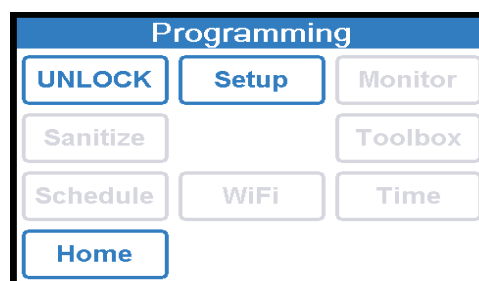 Programming
UNLOCK Setup Monitor
Sanitize Toolbox
Schedule WiFi Time
Home